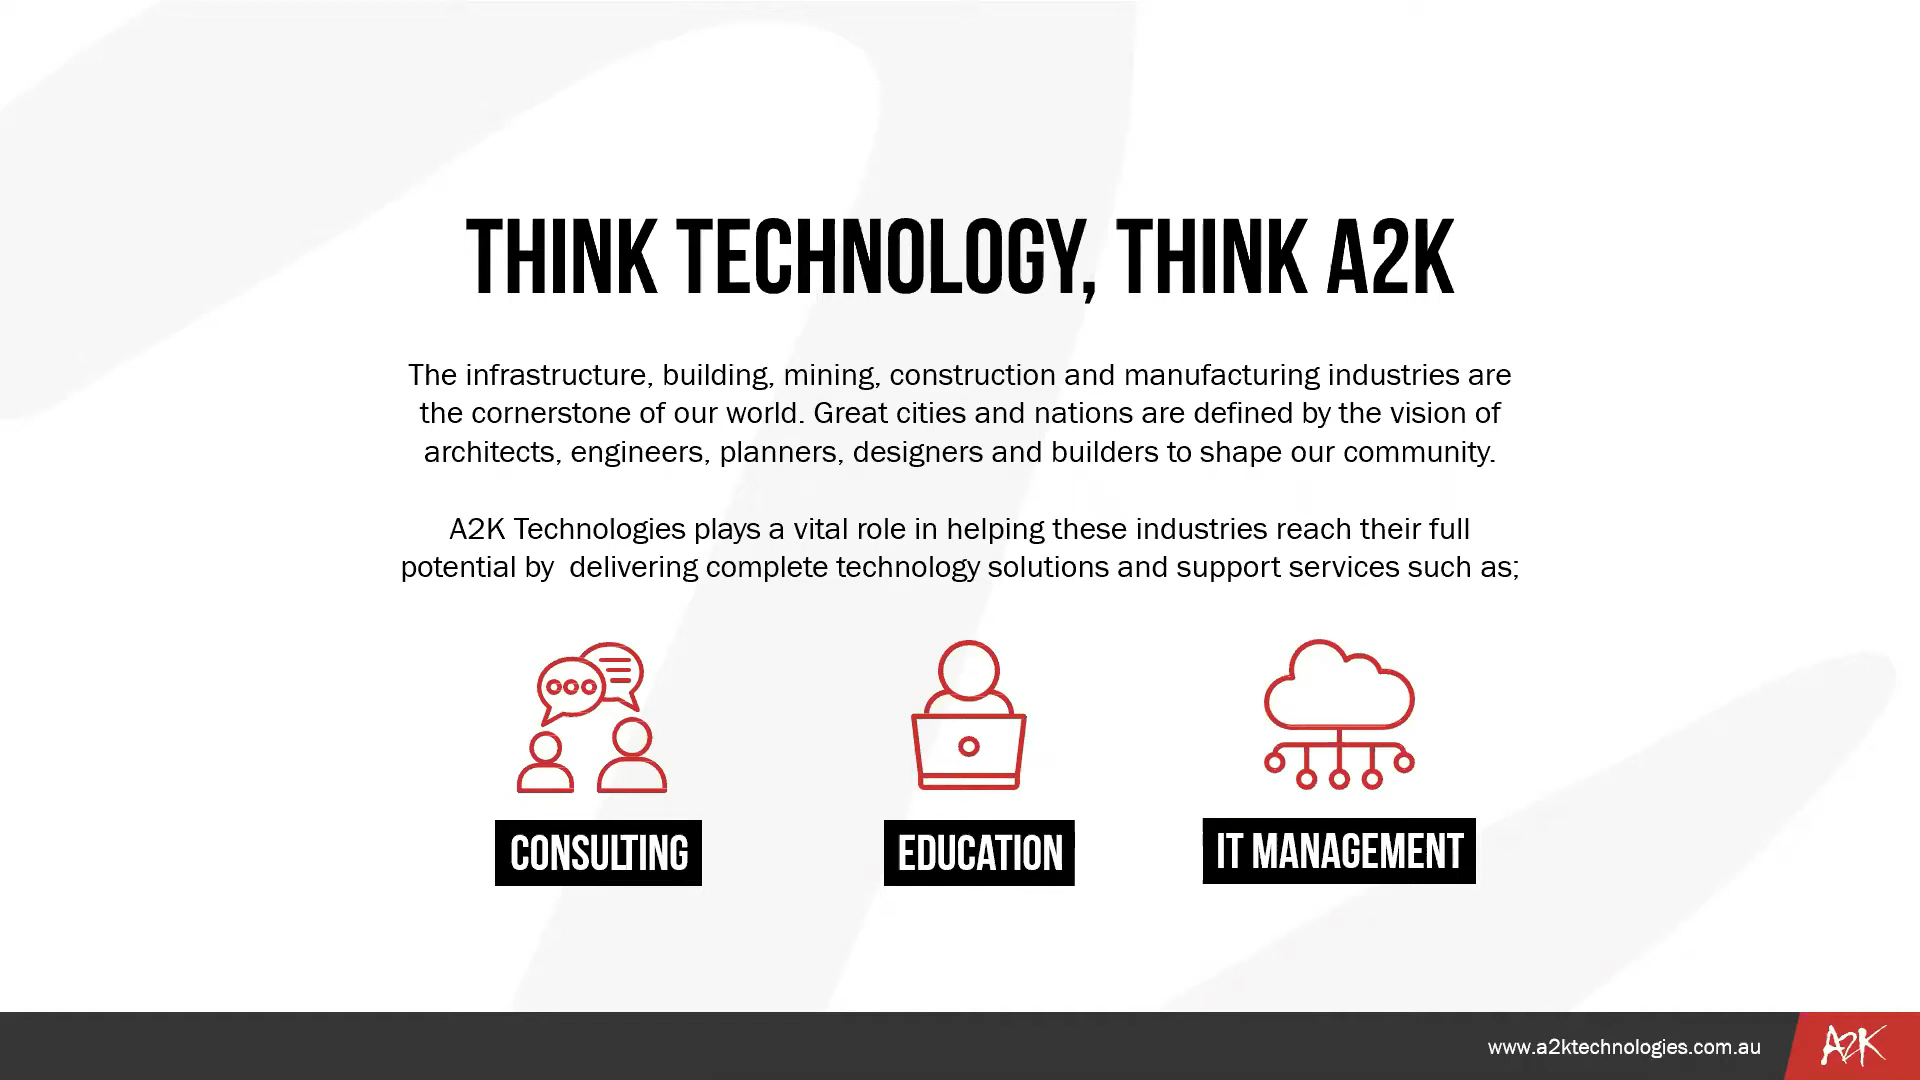 THINK TECHNOLOGY, THINK A2K
The infrastructure, building, mining, construction and manufacturing industries are
the cornerstone of our world. Great cities and nations are defined by the vision of
architects, engineers, planners, designers and builders to shape our community.
A2K Technologies plays a vital role in helping these industries reach their full
potential by  delivering complete technology solutions and support services such as;
CONSULTING
EDUCATION
IT MANAGEMENT
www.a2ktechnologies.com.au
A2K